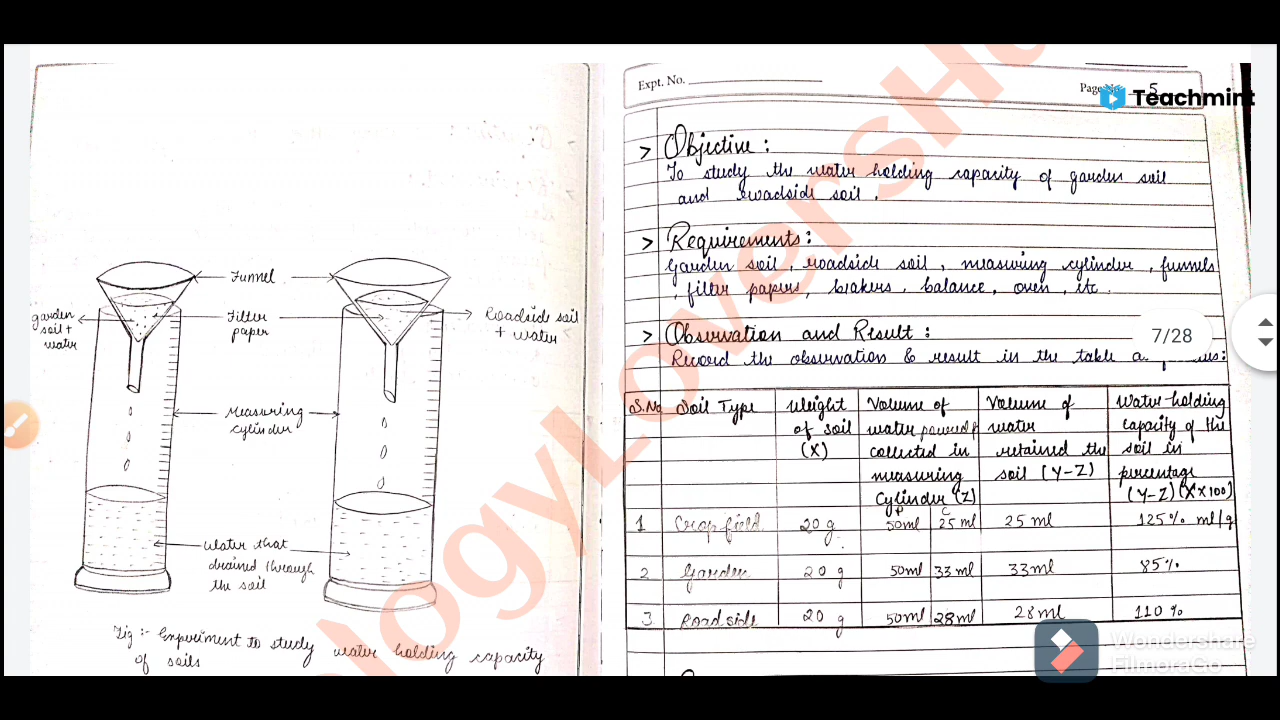 Expt. No.
Page No. 5
Teachmint
> Objective :
To study the water holding capacity of garden soil
and roadside soil .
> Requirements :
Garden soil , roadside soil , measuring cylinder , funnels
, filter papers , beakers , balance , oven , etc .
> Observation and Result :
7/28
Record the observation & result in the table as
S.No
Soil Type
Weight
of soil
(X)
Volume of
water poured
collected in
measuring
cylinder (Z)
Volume of
water
retained the
soil (Y-Z)
Water holding
capacity of the
soil in
percentage
(Y-Z) (X x 100)
P C
1 Crop field 20 g 50ml 25 ml 25 ml 125% ml/g
2 Garden 20 g 50ml 33 ml 33ml 85%
3 Road side 20 g 50ml 28ml 28ml 110 %
Funnel
garden
soil +
water
Filter
paper
Roadside soil
+ water
Measuring
cylinder
Water that
drained through
the soil
Fig :- Experiment to study water holding capacity
of soils
ologyLoversH
Wondershare
FilmoraGo